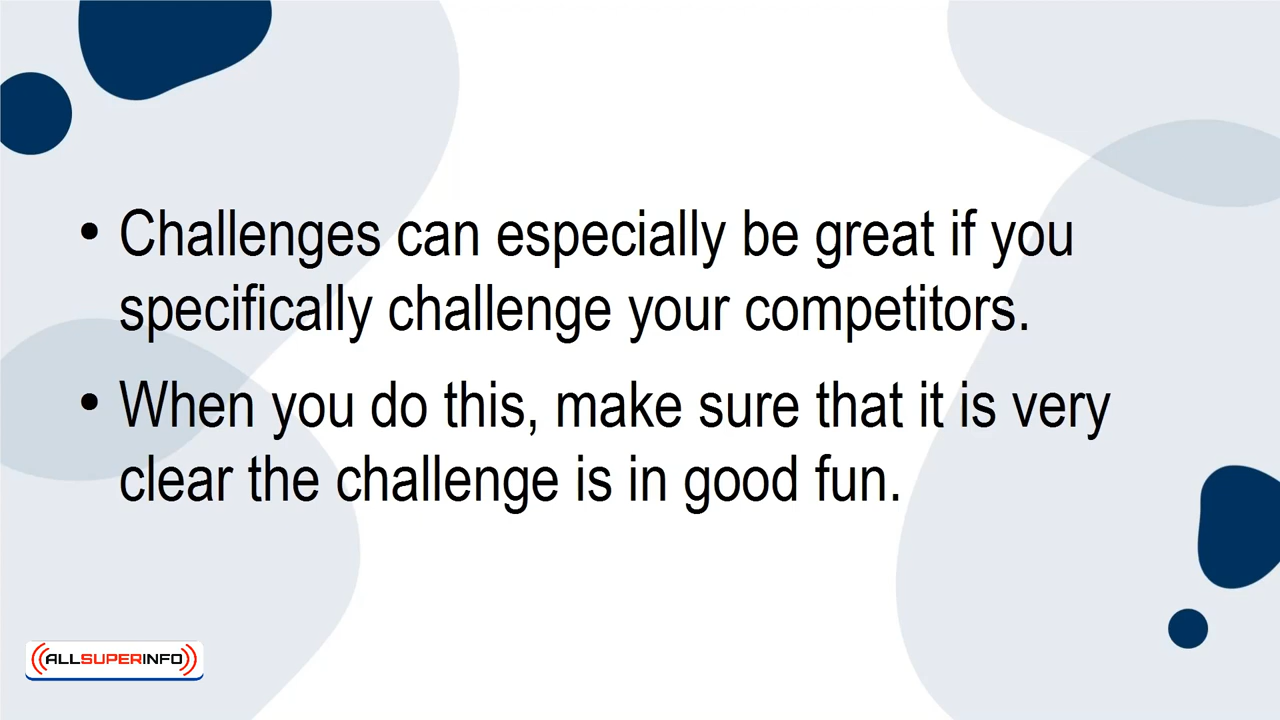 • Challenges can especially be great if you
specifically challenge your competitors.
• When you do this, make sure that it is very
clear the challenge is in good fun.
ALLSUPERINFO